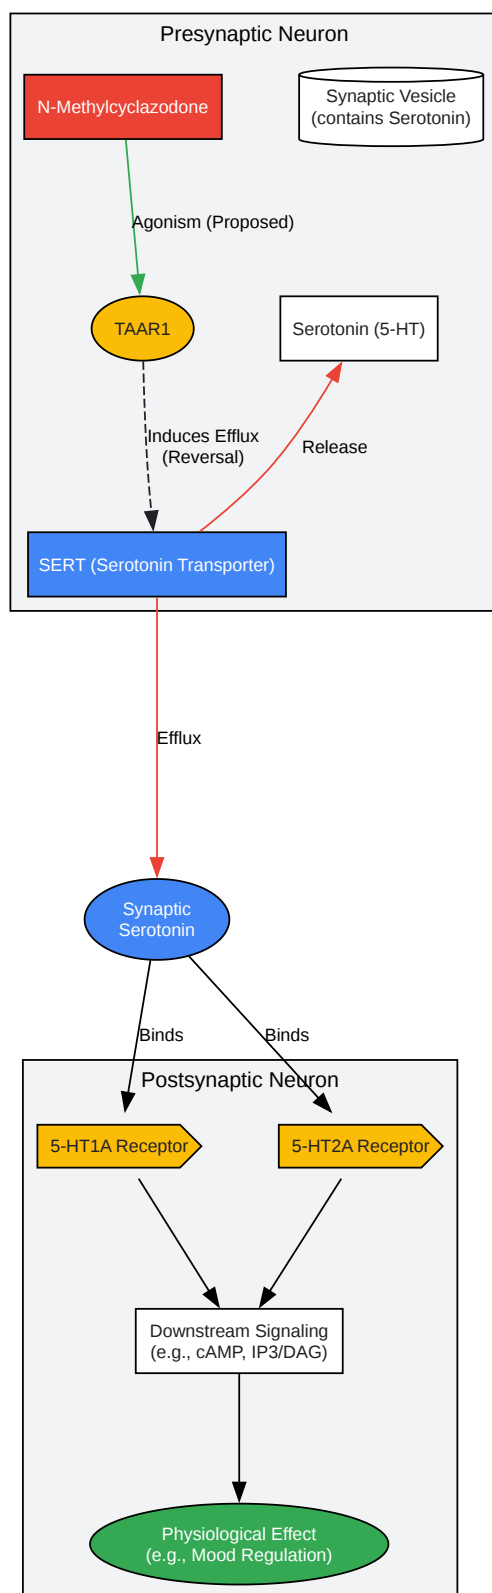 Presynaptic Neuron
N-Methylcyclazodone
Synaptic Vesicle
(contains Serotonin)
Agonism (Proposed)
TAAR1
Serotonin (5-HT)
Induces Efflux
(Reversal)
Release
SERT (Serotonin Transporter)
Efflux
Synaptic
Serotonin
Binds
Binds
Postsynaptic Neuron
5-HT1A Receptor
5-HT2A Receptor
Downstream Signaling
(e.g., cAMP, IP3/DAG)
Physiological Effect
(e.g., Mood Regulation)